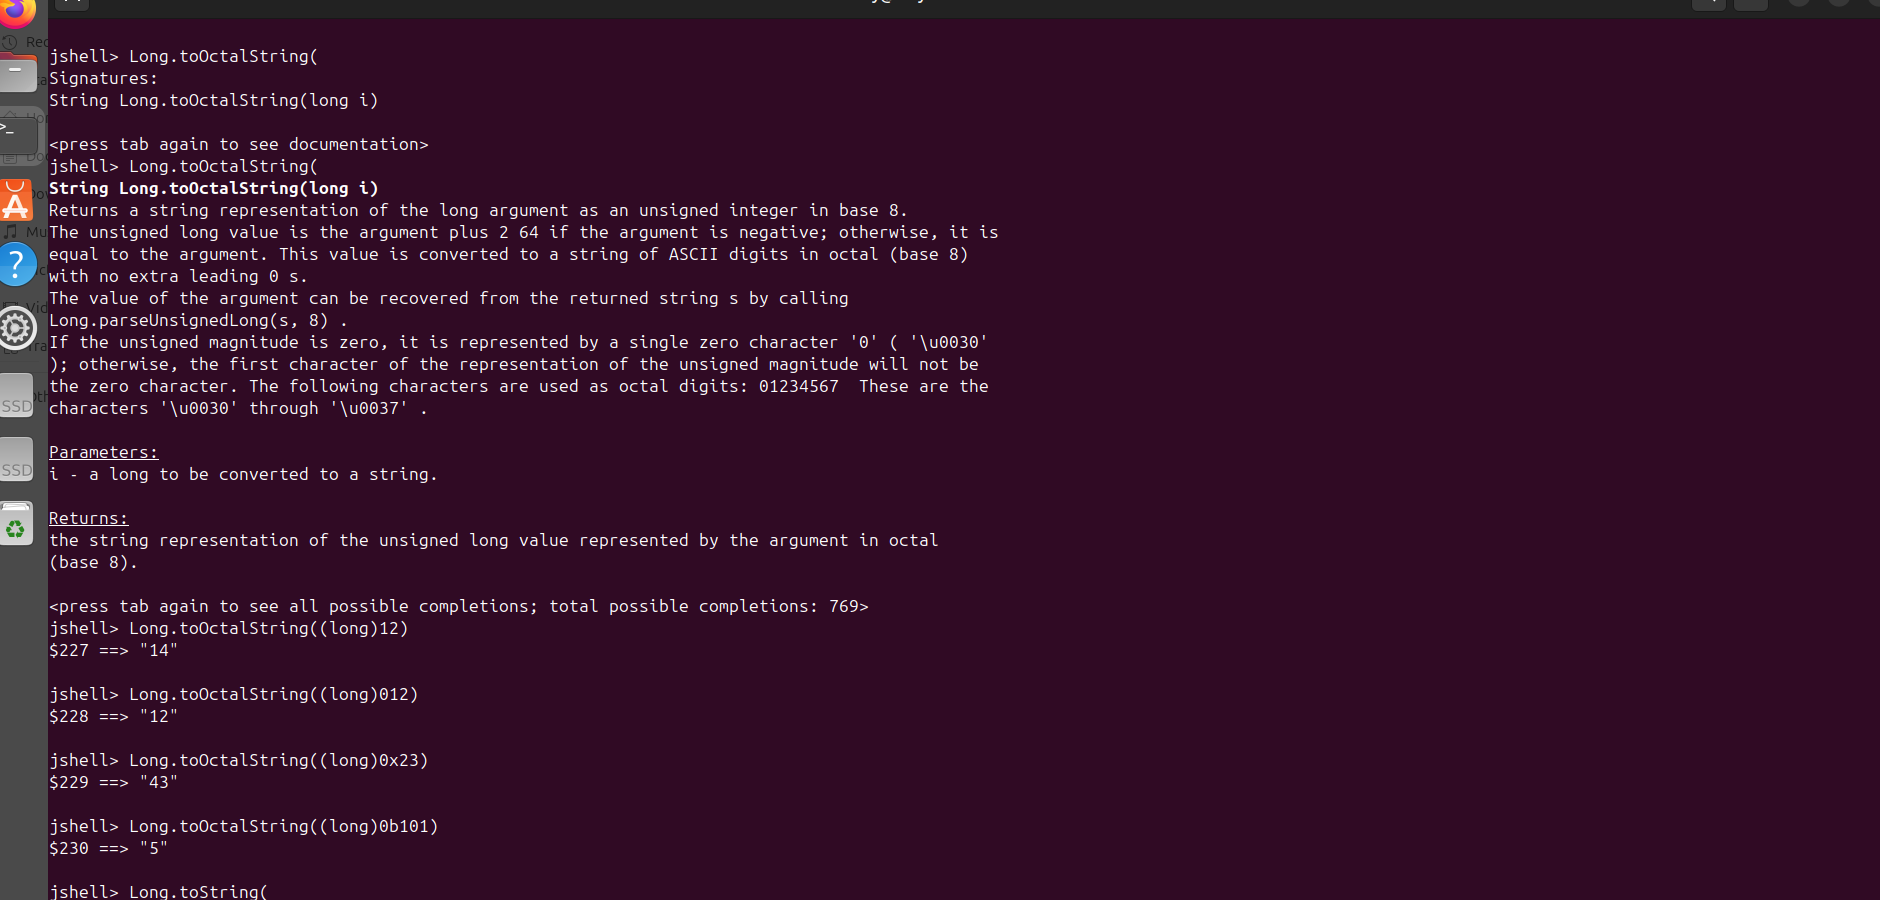 jshell> Long.toOctalString(
Signatures:
String Long.toOctalString(long i)
<press tab again to see documentation>
jshell> Long.toOctalString(
String Long.toOctalString(long i)
Returns a string representation of the long argument as an unsigned integer in base 8.
The unsigned long value is the argument plus 2 64 if the argument is negative; otherwise, it is
equal to the argument. This value is converted to a string of ASCII digits in octal (base 8)
with no extra leading 0 s.
The value of the argument can be recovered from the returned string s by calling
Long.parseUnsignedLong(s, 8) .
If the unsigned magnitude is zero, it is represented by a single zero character '0' ( '\u0030'
); otherwise, the first character of the representation of the unsigned magnitude will not be
the zero character. The following characters are used as octal digits: 01234567  These are the
characters '\u0030' through '\u0037' .
Parameters:
i - a long to be converted to a string.
Returns:
the string representation of the unsigned long value represented by the argument in octal
(base 8).
<press tab again to see all possible completions; total possible completions: 769>
jshell> Long.toOctalString((long)12)
$227 ==> "14"
jshell> Long.toOctalString((long)012)
$228 ==> "12"
jshell> Long.toOctalString((long)0x23)
$229 ==> "43"
jshell> Long.toOctalString((long)0b101)
$230 ==> "5"
jshell> Long.toString(
SSD
SSD